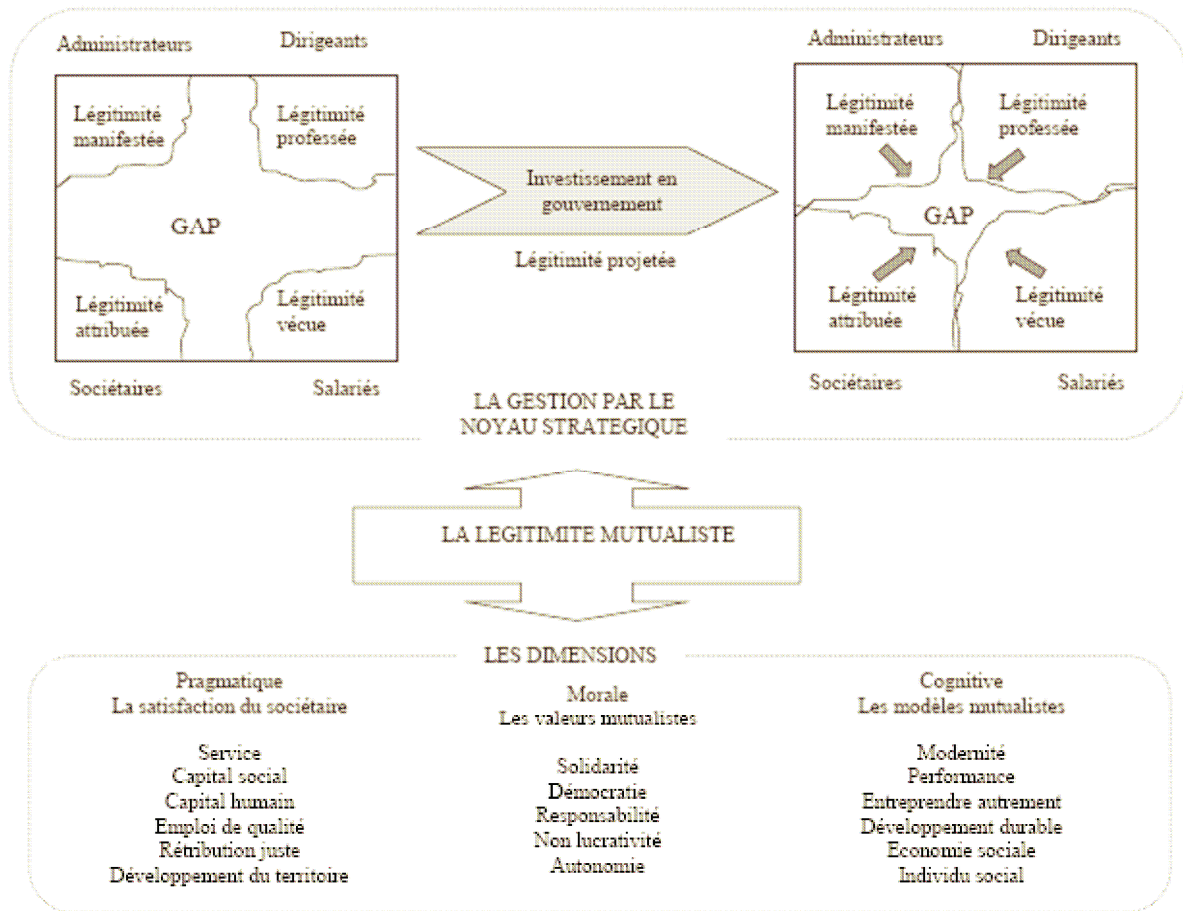 Administrateurs
Dirigeants
Légitimité
manifestée
Légitimité
professée
GAP
Légitimité
attribuée
Légitimité
vécue
Sociétaires
Salariés
Investissement en
gouvernement
Légitimité projetée
Administrateurs
Dirigeants
Légitimité
manifestée
Légitimité
professée
GAP
Légitimité
attribuée
Légitimité
vécue
Sociétaires
Salariés
LA GESTION PAR LE
NOYAU STRATEGIQUE
LA LEGITIMITE MUTUALISTE
LES DIMENSIONS
Pragmatique
La satisfaction du sociétaire
Service
Capital social
Capital humain
Emploi de qualité
Rétribution juste
Développement du territoire
Morale
Les valeurs mutualistes
Solidarité
Démocratie
Responsabilité
Non lucrativité
Autonomie
Cognitive
Les modèles mutualistes
Modernité
Performance
Entreprendre autrement
Développement durable
Economie sociale
Individu social